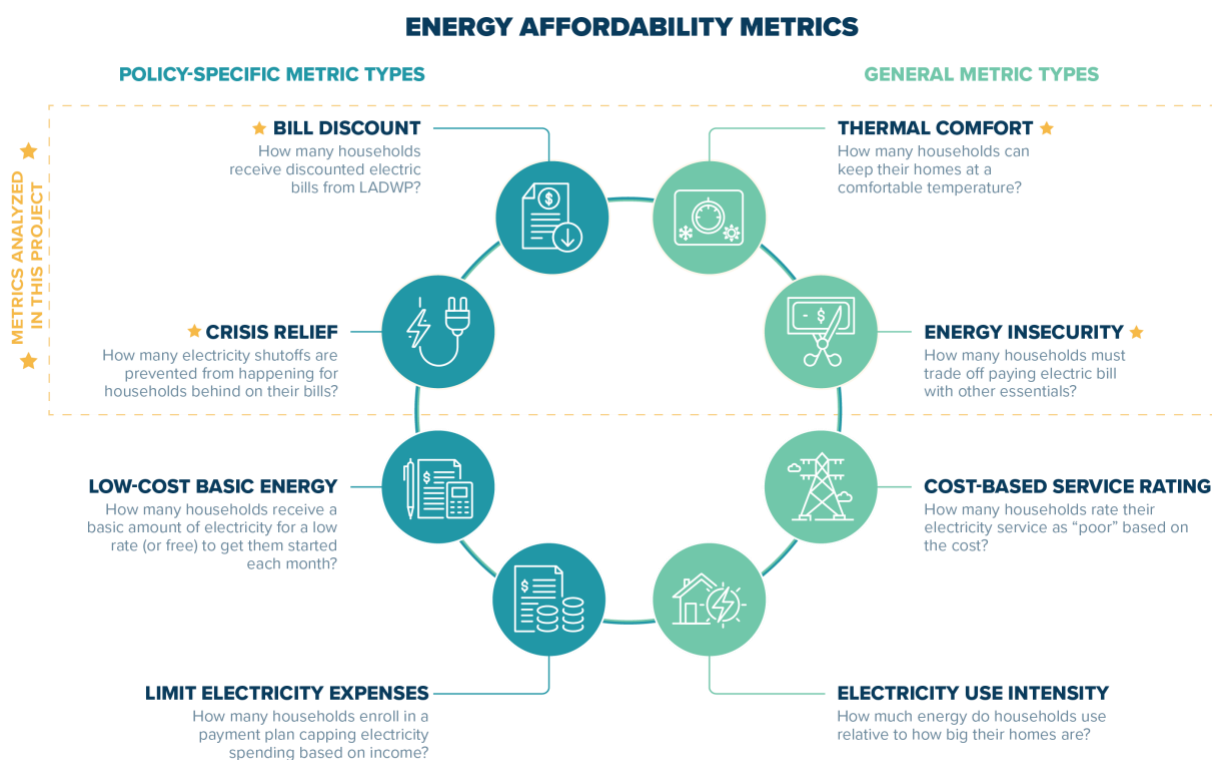 ENERGY AFFORDABILITY METRICS
POLICY-SPECIFIC METRIC TYPES
GENERAL METRIC TYPES
METRICS ANALYZED
IN THIS PROJECT
BILL DISCOUNT
How many households
receive discounted electric
bills from LADWP?
THERMAL COMFORT
How many households can
keep their homes at a
comfortable temperature?
CRISIS RELIEF
How many electricity shutoffs are
prevented from happening for
households behind on their bills?
ENERGY INSECURITY
How many households must
trade off paying electric bill
with other essentials?
LOW-COST BASIC ENERGY
How many households receive a
basic amount of electricity for a low
rate (or free) to get them started
each month?
COST-BASED SERVICE RATING
How many households rate their
electricity service as “poor” based on
the cost?
LIMIT ELECTRICITY EXPENSES
How many households enroll in a
payment plan capping electricity
spending based on income?
ELECTRICITY USE INTENSITY
How much energy do households use
relative to how big their homes are?